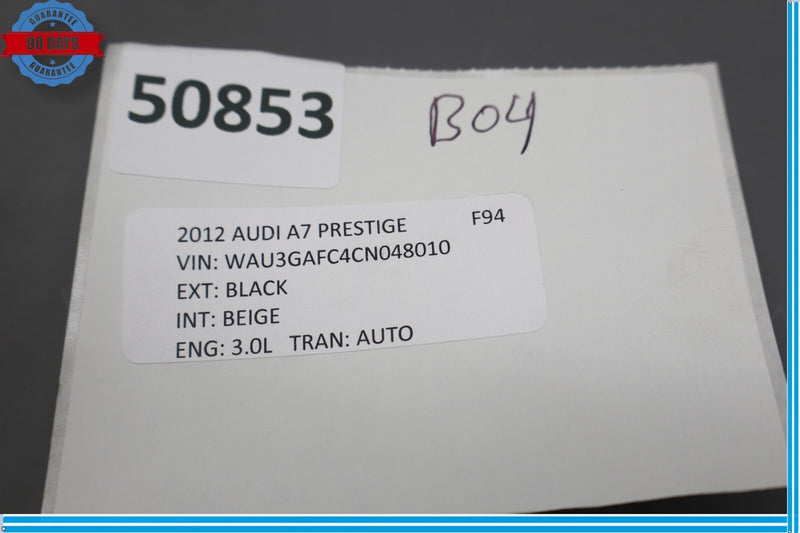 GUARANTEE
90 DAYS
GUARANTEE
50853
B04
2012 AUDI A7 PRESTIGE F94
VIN: WAU3GAFC4CN048010
EXT: BLACK
INT: BEIGE
ENG: 3.0L TRAN: AUTO